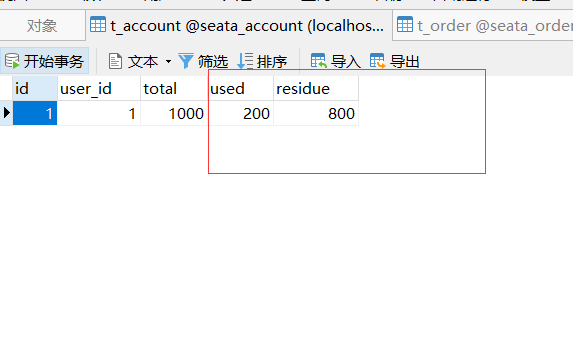 对象 t_account @seata_account (localhos... t_order @seata_orde
开始事务 文本 筛选 排序 导入 导出
id user_id total used residue
1 1 1000 200 800